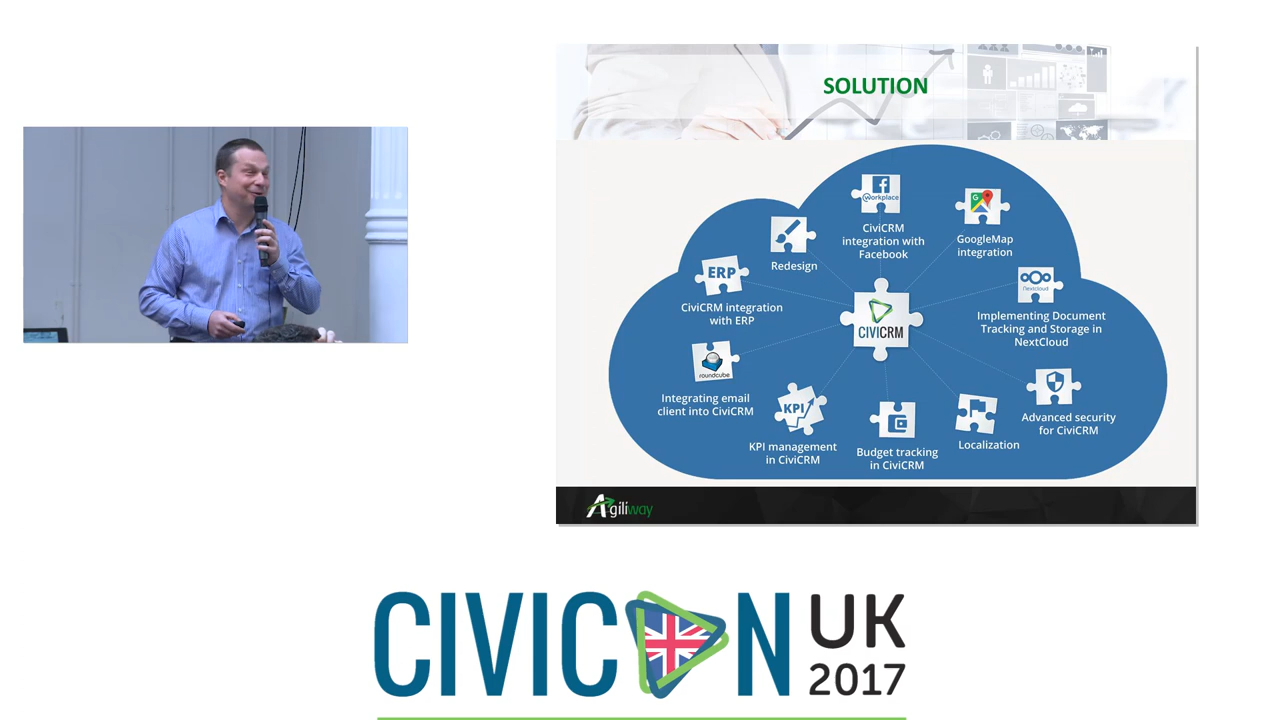 SOLUTION
workplace
CiviCRM
integration with
Facebook
GoogleMap
integration
Redesign
ERP
CiviCRM integration
with ERP
Nextcloud
Implementing Document
Tracking and Storage in
NextCloud
CIVICRM
roundcube
Integrating email
client into CiviCRM
KPI
KPI management
in CiviCRM
Budget tracking
in CiviCRM
Localization
Advanced security
for CiviCRM
Agiliway
CIVICON UK
2017